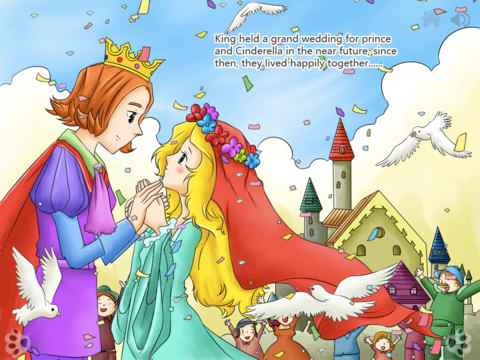 King held a grand wedding for prince
and Cinderella in the near future, since
then, they lived happily together.....